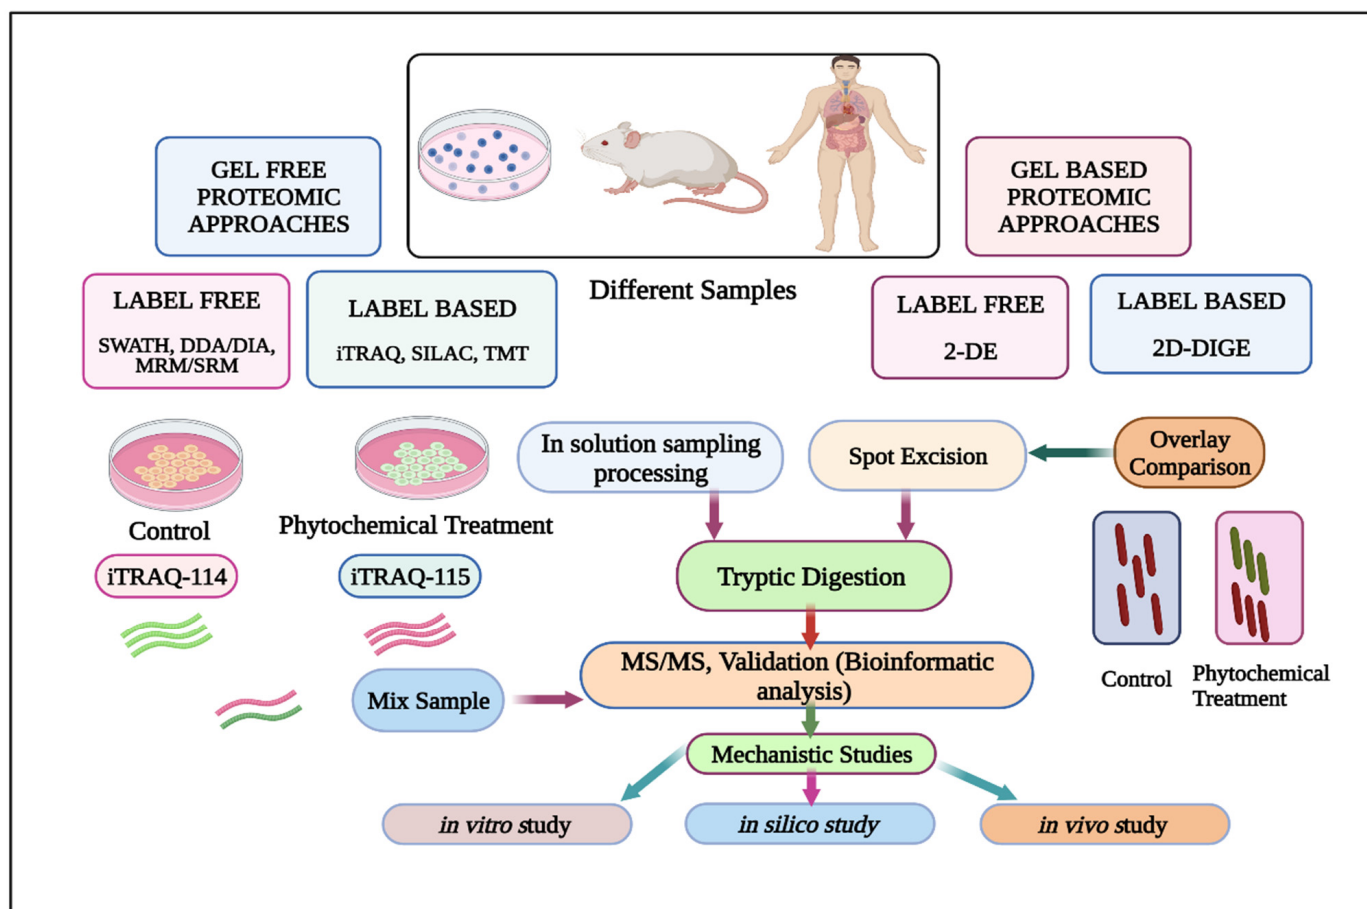 GEL FREE
PROTEOMIC
APPROACHES
GEL BASED
PROTEOMIC
APPROACHES
Different Samples
LABEL FREE
SWATH, DDA/DIA,
MRM/SRM
LABEL BASED
iTRAQ, SILAC, TMT
LABEL FREE
2-DE
LABEL BASED
2D-DIGE
In solution sampling
processing
Spot Excision
Overlay
Comparison
Control
Phytochemical Treatment
iTRAQ-114
iTRAQ-115
Tryptic Digestion
MS/MS, Validation (Bioinformatic
analysis)
Mix Sample
Control
Phytochemical
Treatment
Mechanistic Studies
in vitro study
in silico study
in vivo study